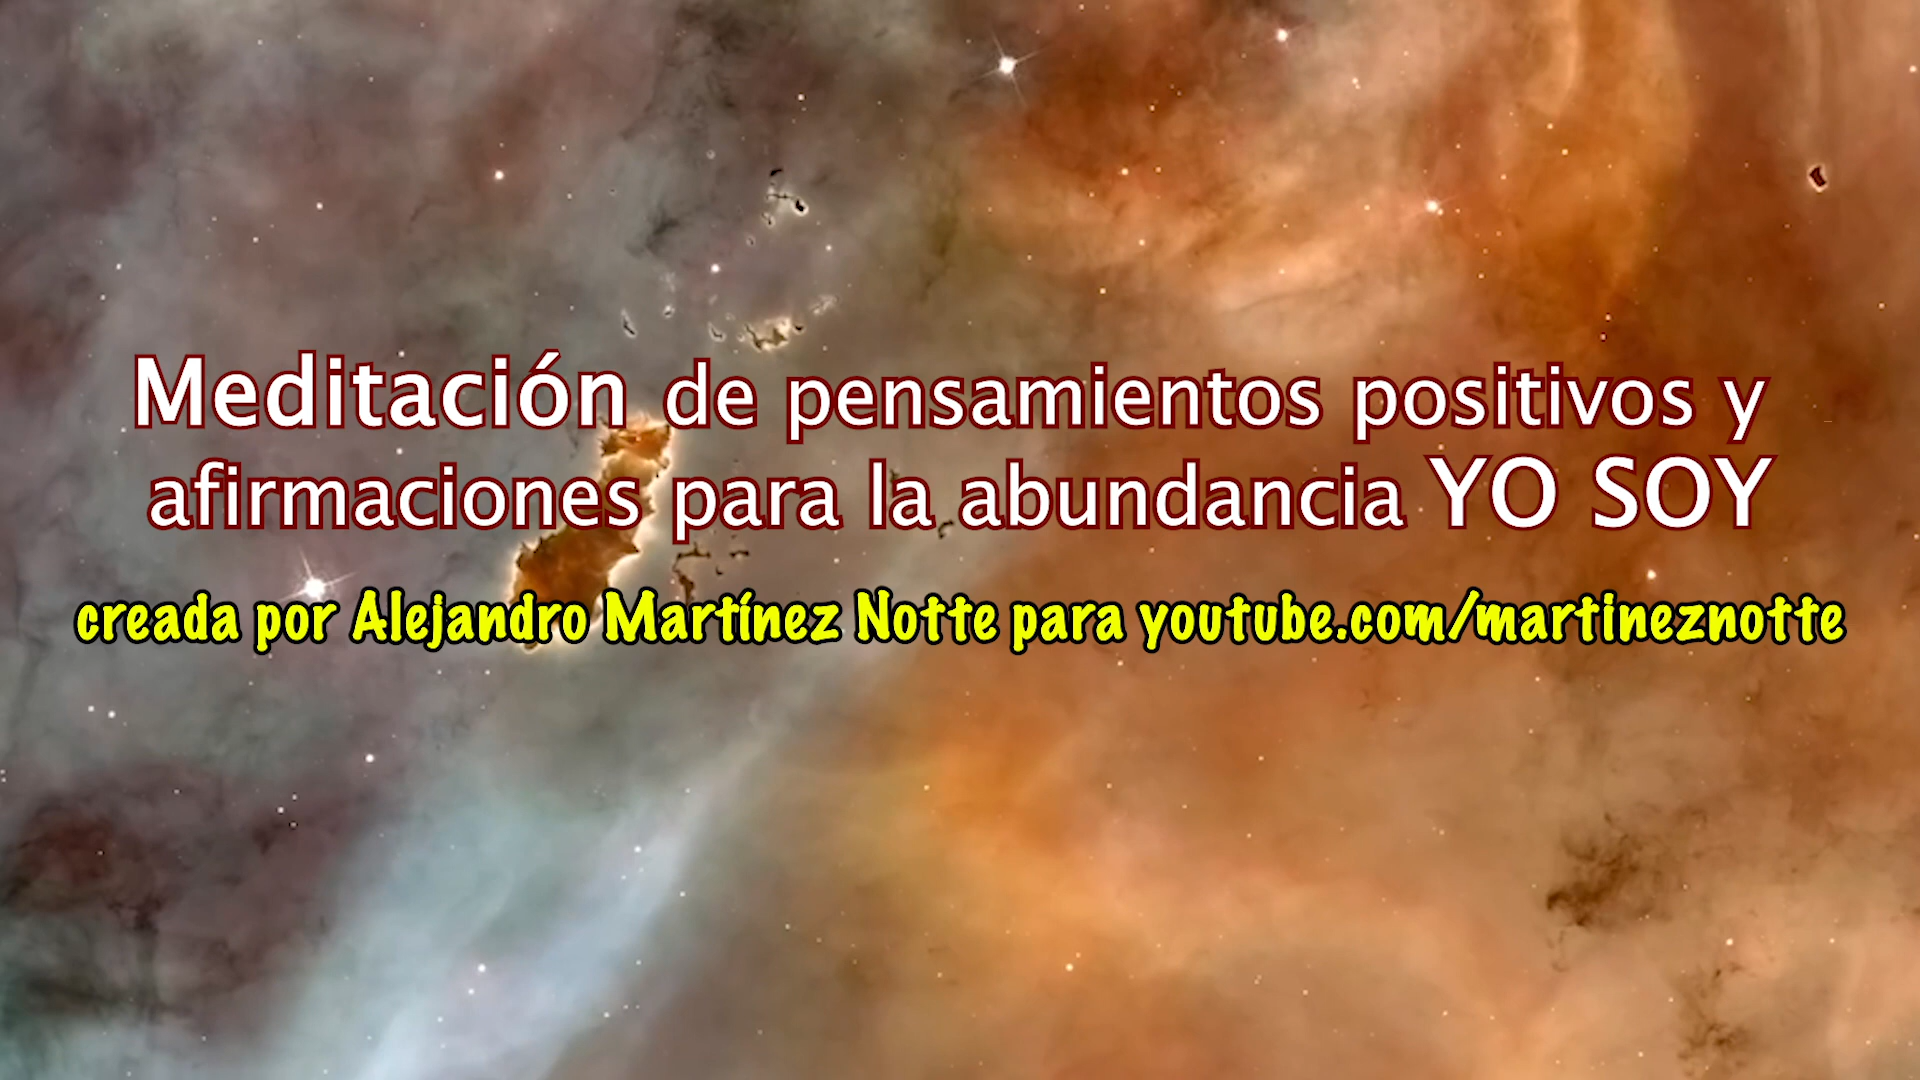 Meditación de pensamientos positivos y
afirmaciones para la abundancia YO SOY
creada por Alejandro Martínez Notte para youtube.com/martineznotte